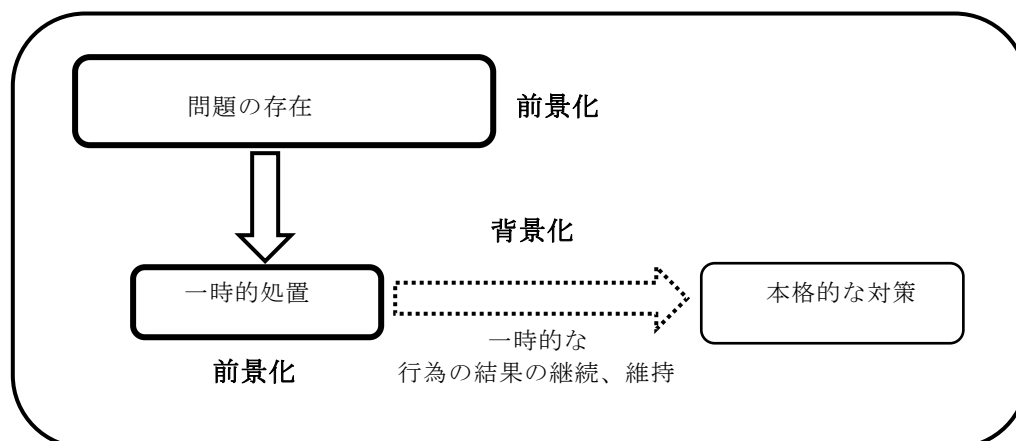 問題の存在
前景化
背景化
一時的処置
本格的な対策
一時的な
行為の結果の継続、維持
前景化